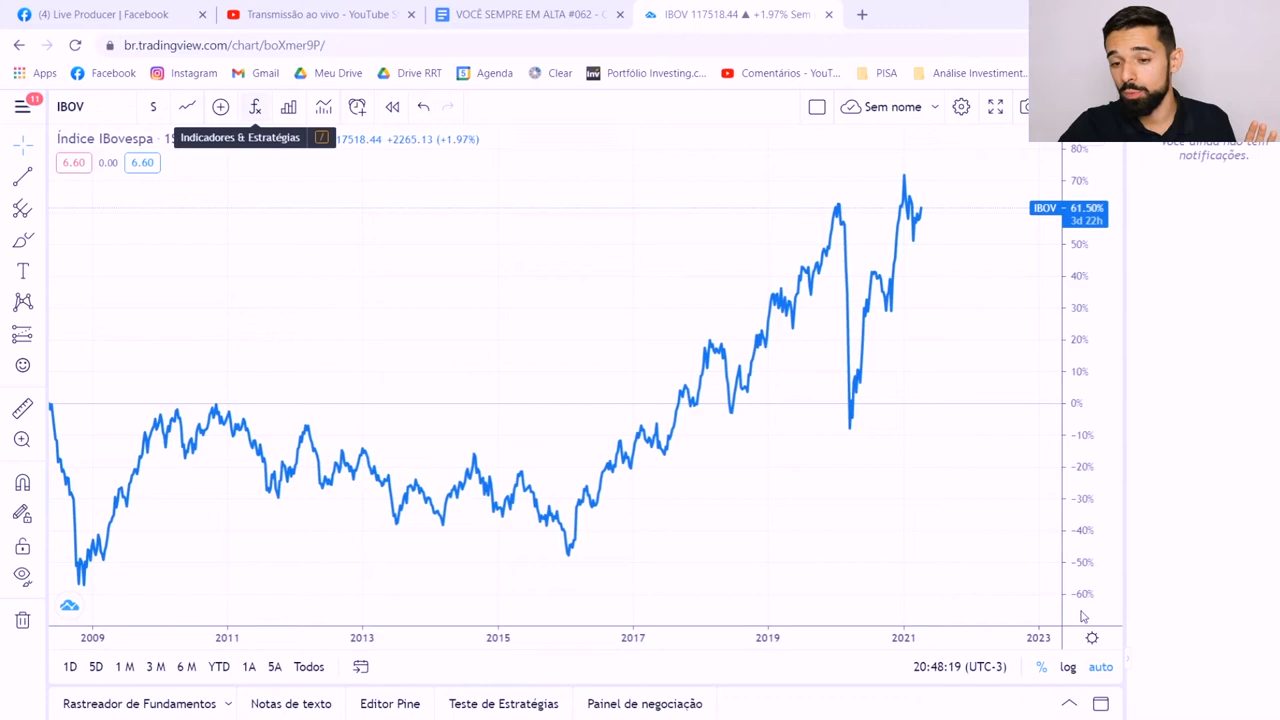 (4) Live Producer | Facebook
Transmissão ao vivo - YouTube S
VOCÊ SEMPRE EM ALTA #062 -
IBOV 117518.44 ▲ +1.97% Sem
br.tradingview.com/chart/boXmer9P/
Apps
Facebook
Instagram
Gmail
Meu Drive
Drive RRT
Agenda
Clear
Portfólio Investing.c...
Comentários - YouT...
PISA
Análise Investiment...
11
IBOV
S
Sem nome
Indicadores & Estratégias /
Índice IBovespa
117518.44 +2265.13 (+1.97%)
6.60 0.00 6.60
notificações.
80%
70%
IBOV 61.50%
3d 22h
50%
40%
30%
20%
10%
0%
-10%
-20%
-30%
-40%
-50%
-60%
2009 2011 2013 2015 2017 2019 2021 2023
1D 5D 1 M 3 M 6 M YTD 1A 5A Todos
20:48:19 (UTC-3) % log auto
Rastreador de Fundamentos Notas de texto Editor Pine Teste de Estratégias Painel de negociação